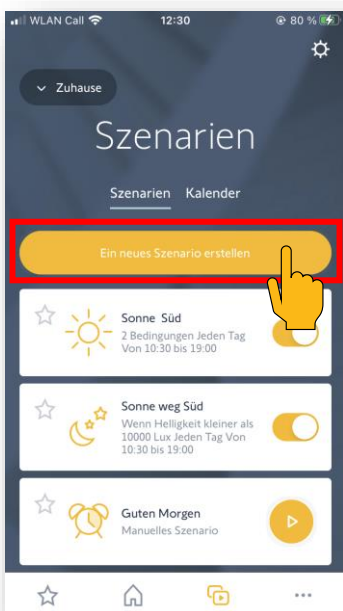 WLAN Call 12:30 80 %
Zuhause
Szenarien
Szenarien Kalender
Ein neues Szenario erstellen
Sonne Süd
2 Bedingungen Jeden Tag
Von 10:30 bis 19:00
Sonne weg Süd
Wenn Helligkeit kleiner als
10000 Lux Jeden Tag Von
10:30 bis 19:00
Guten Morgen
Manuelles Szenario